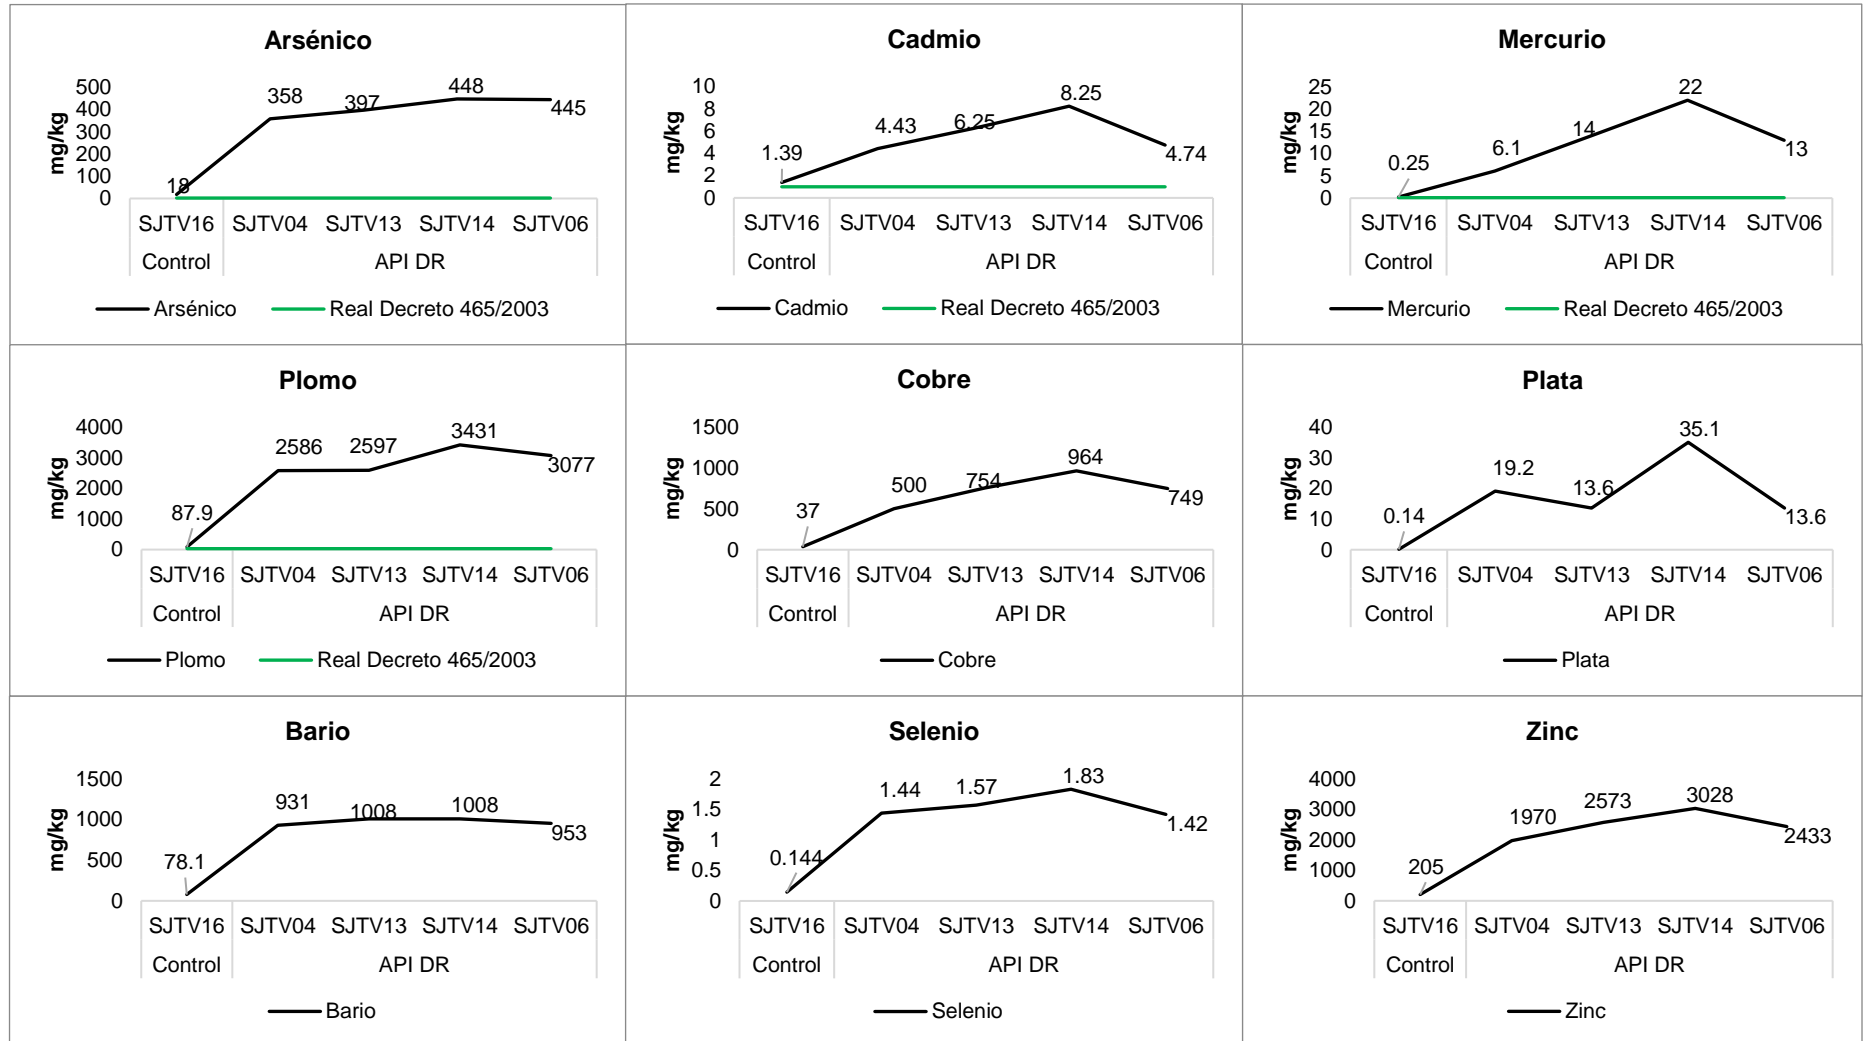 Arsénico
mg/kg
500
400
300
200
100
0
18
358
397
448
445
SJTV16 SJTV04 SJTV13 SJTV14 SJTV06
Control API DR
Arsénico Real Decreto 465/2003
Cadmio
mg/kg
10
8
6
4
2
0
1.39
4.43
6.25
8.25
4.74
SJTV16 SJTV04 SJTV13 SJTV14 SJTV06
Control API DR
Cadmio Real Decreto 465/2003
Mercurio
mg/kg
25
20
15
10
5
0
0.25
6.1
14
22
13
SJTV16 SJTV04 SJTV13 SJTV14 SJTV06
Control API DR
Mercurio Real Decreto 465/2003
Plomo
mg/kg
4000
3000
2000
1000
0
87.9
2586
2597
3431
3077
SJTV16 SJTV04 SJTV13 SJTV14 SJTV06
Control API DR
Plomo Real Decreto 465/2003
Cobre
mg/kg
1500
1000
500
0
37
500
754
964
749
SJTV16 SJTV04 SJTV13 SJTV14 SJTV06
Control API DR
Cobre
Plata
mg/kg
40
30
20
10
0
0.14
19.2
13.6
35.1
13.6
SJTV16 SJTV04 SJTV13 SJTV14 SJTV06
Control API DR
Plata
Bario
mg/kg
1500
1000
500
0
78.1
931
1008
1008
953
SJTV16 SJTV04 SJTV13 SJTV14 SJTV06
Control API DR
Bario
Selenio
mg/kg
2
1.5
1
0.5
0
0.144
1.44
1.57
1.83
1.42
SJTV16 SJTV04 SJTV13 SJTV14 SJTV06
Control API DR
Selenio
Zinc
mg/kg
4000
3000
2000
1000
0
205
1970
2573
3028
2433
SJTV16 SJTV04 SJTV13 SJTV14 SJTV06
Control API DR
Zinc